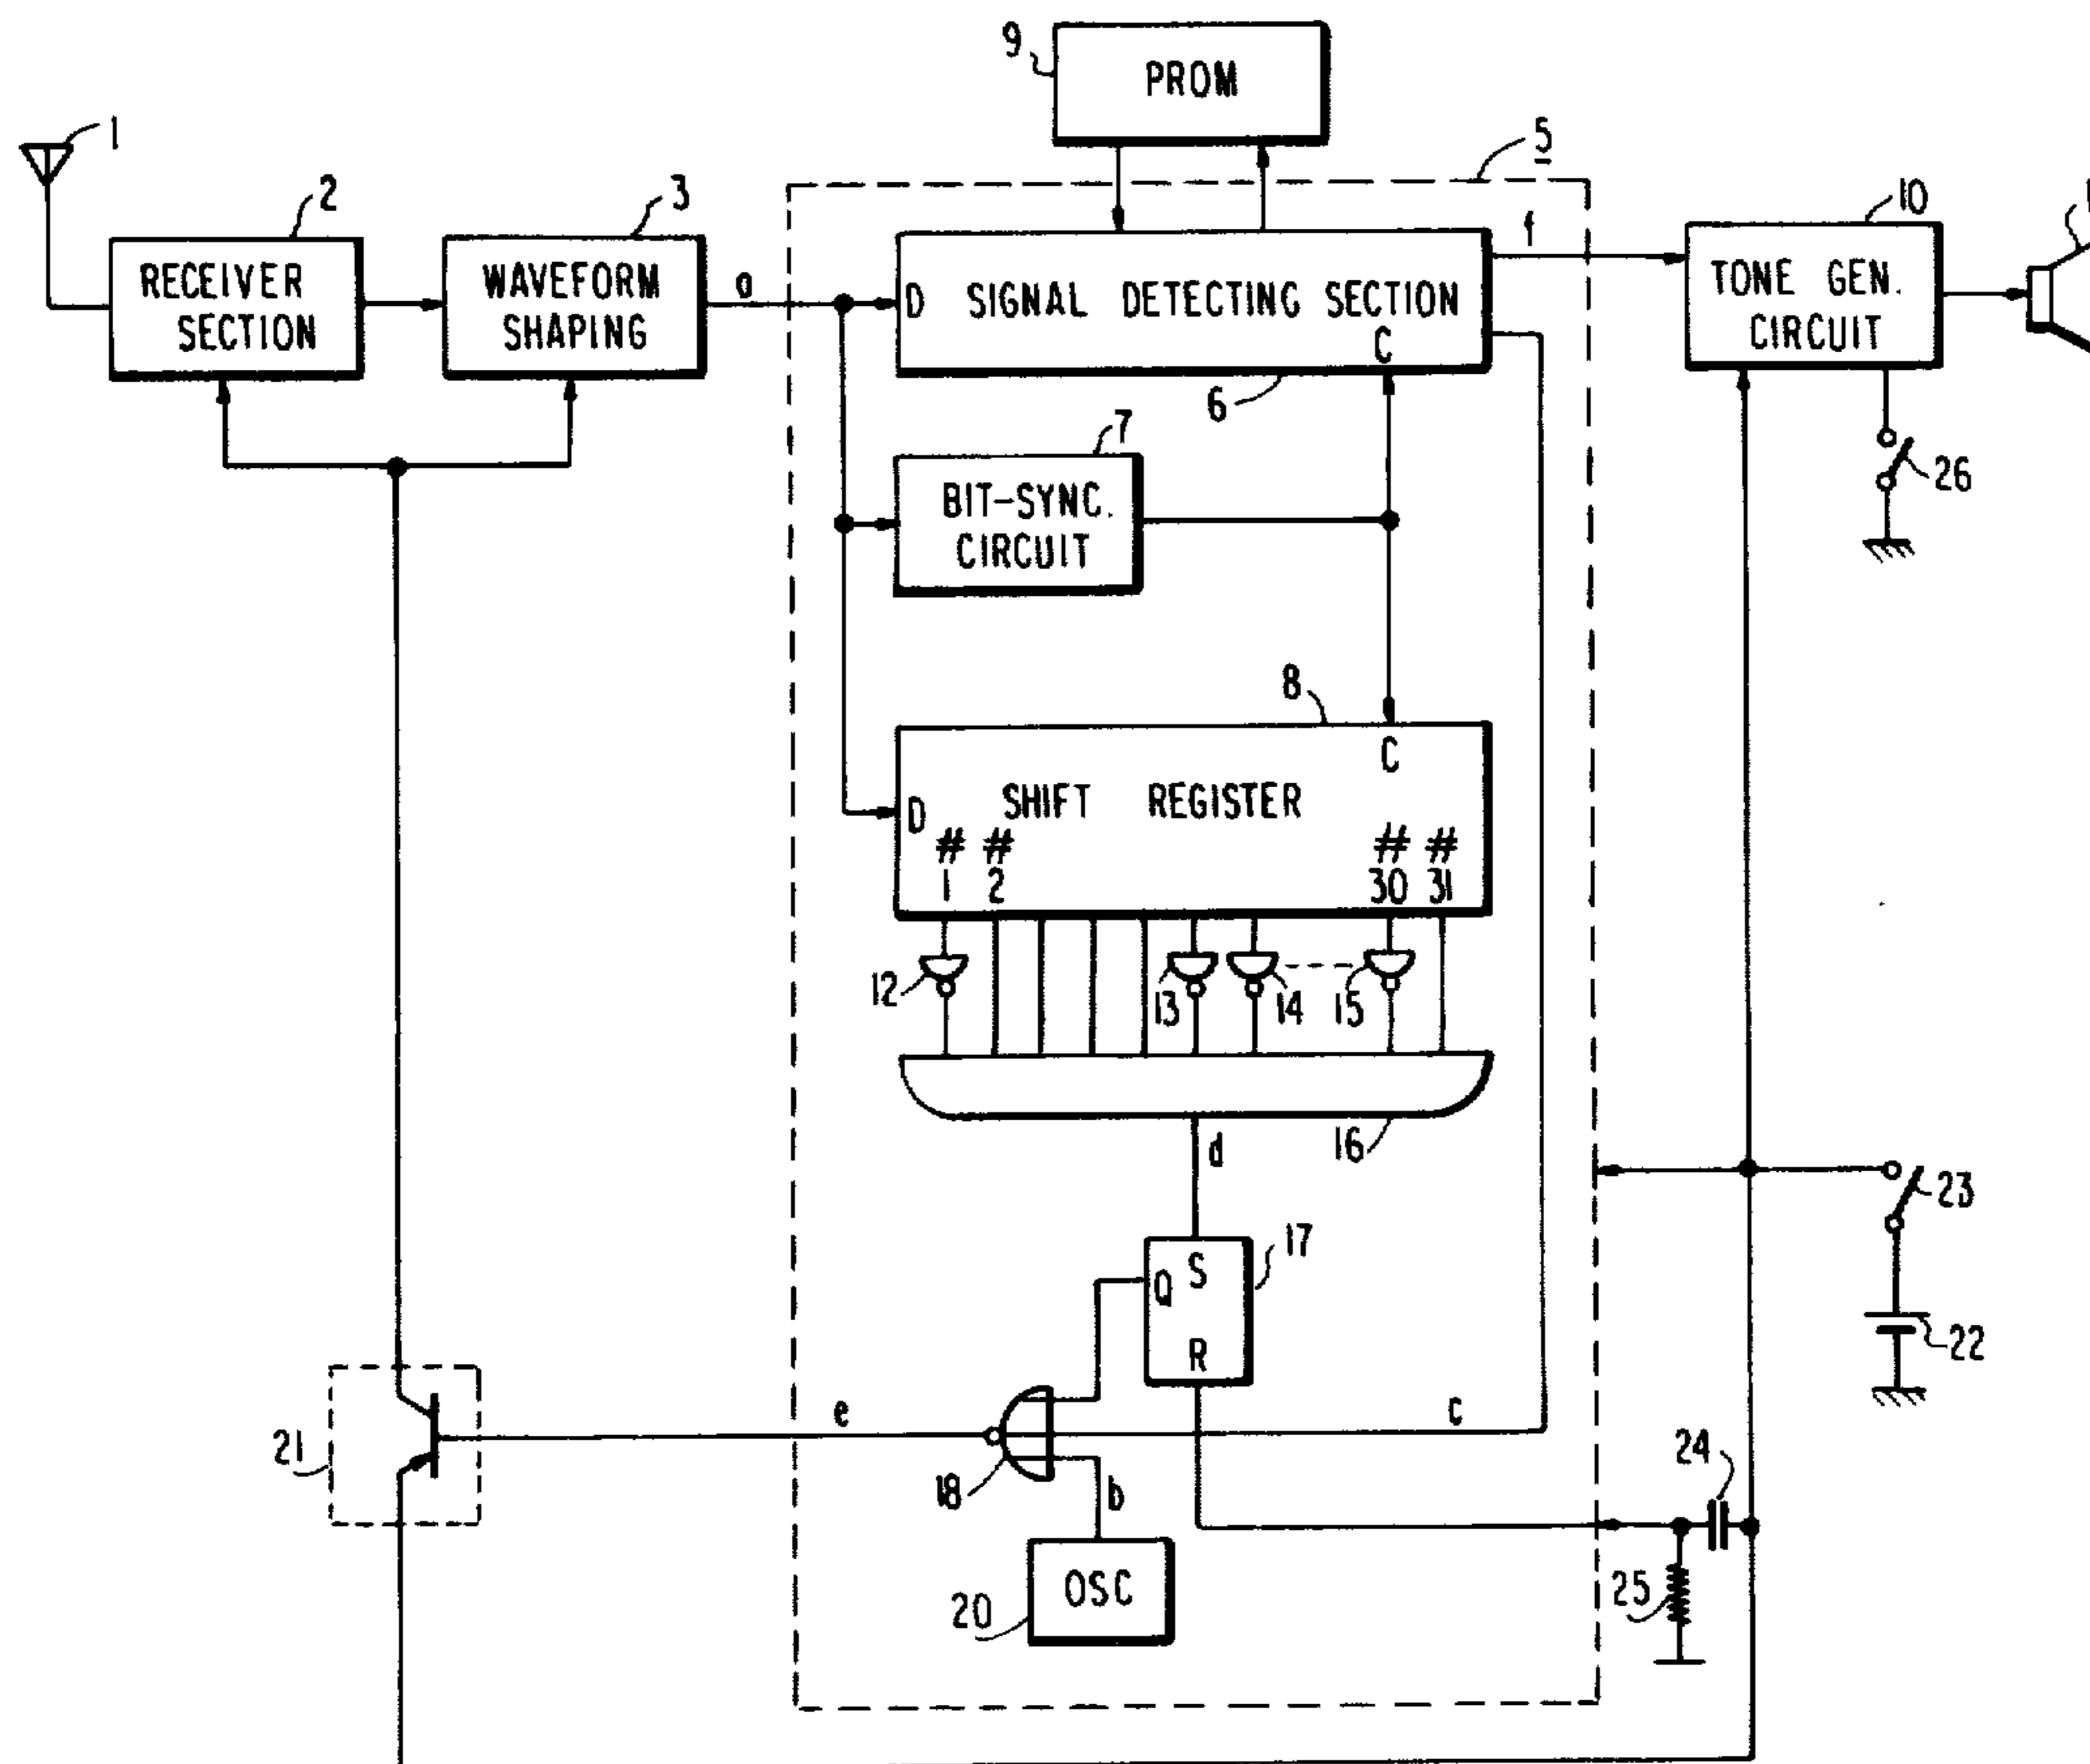 9
PROM
1
5
2
3
10
1
RECEIVER
SECTION
WAVEFORM
SHAPING
a
D SIGNAL DETECTING SECTION
C
f
TONE GEN.
CIRCUIT
6
7
26
BIT-SYNC.
CIRCUIT
8
C
D
SHIFT REGISTER
# # # #
1 2 30 31
12
13
14
15
16
d
23
17
S
Q
R
22
21
e
c
24
18
b
OSC
20
25